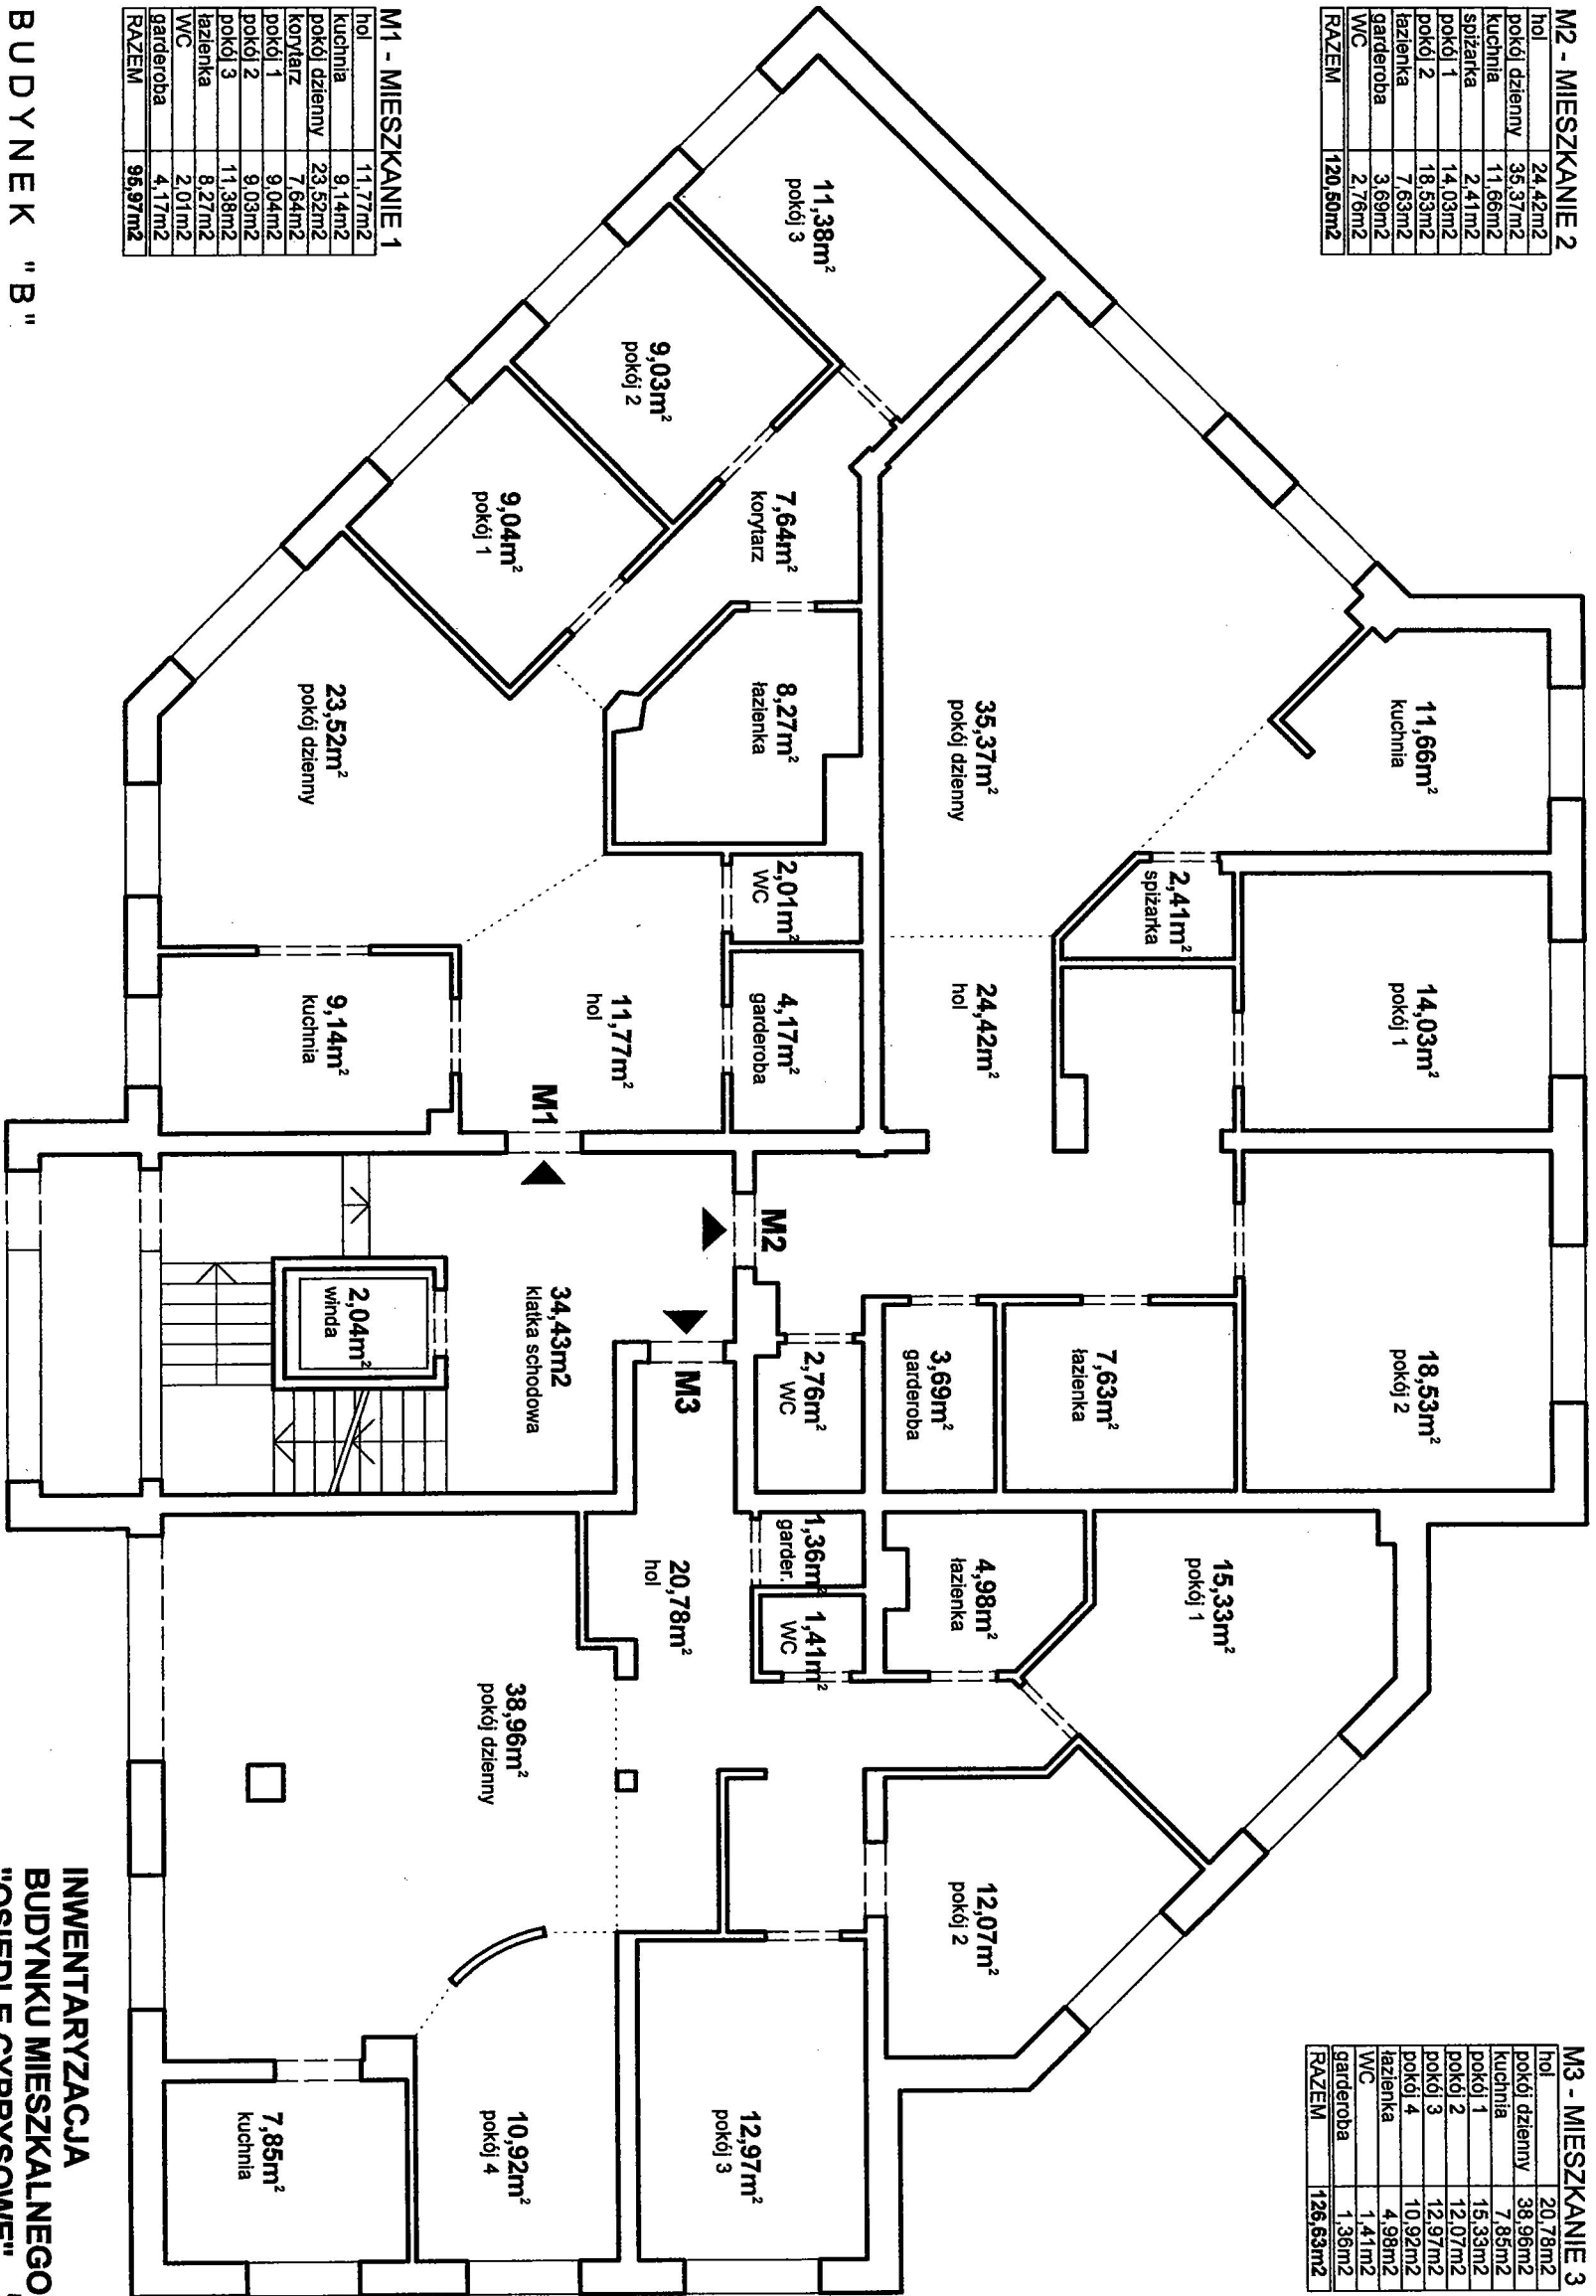 M2 - MIESZKANIE 2
hol 24,42m2
pokój dzienny 35,37m2
kuchnia 11,66m2
spiżarka 2,41m2
pokój 1 14,03m2
pokój 2 18,53m2
łazienka 7,63m2
garderoba 3,69m2
WC 2,76m2
RAZEM 120,50m2
M3 - MIESZKANIE 3
hol 20,78m2
pokój dzienny 38,96m2
kuchnia 7,85m2
pokój 1 15,33m2
pokój 2 12,07m2
pokój 3 12,97m2
pokój 4 10,92m2
łazienka 4,98m2
WC 1,41m2
garderoba 1,36m2
RAZEM 126,63m2
11,66m²
kuchnia
14,03m²
pokój 1
18,53m²
pokój 2
15,33m²
pokój 1
2,41m²
spiżarka
7,63m²
łazienka
35,37m²
pokój dzienny
24,42m²
hol
3,69m²
garderoba
4,98m²
łazienka
12,07m²
pokój 2
11,38m²
pokój 3
7,64m²
korytarz
8,27m²
łazienka
2,01m²
WC
4,17m²
garderoba
M2
2,76m²
WC
1,36m²
garder.
1,41m²
WC
12,97m²
pokój 3
M3
9,03m²
pokój 2
11,77m²
hol
20,78m²
hol
M1
34,43m2
klatka schodowa
9,04m²
pokój 1
38,96m²
pokój dzienny
10,92m²
pokój 4
23,52m²
pokój dzienny
9,14m²
kuchnia
2,04m²
winda
7,85m²
kuchnia
M1 - MIESZKANIE 1
hol 11,77m2
kuchnia 9,14m2
pokój dzienny 23,52m2
korytarz 7,64m2
pokój 1 9,04m2
pokój 2 9,03m2
pokój 3 11,38m2
łazienka 8,27m2
WC 2,01m2
garderoba 4,17m2
RAZEM 95,97m2
BUDYNEK "B"
INWENTARYZACJA
BUDYNKU MIESZKALNEGO
"OSIEDLE CYPRYSOWE"